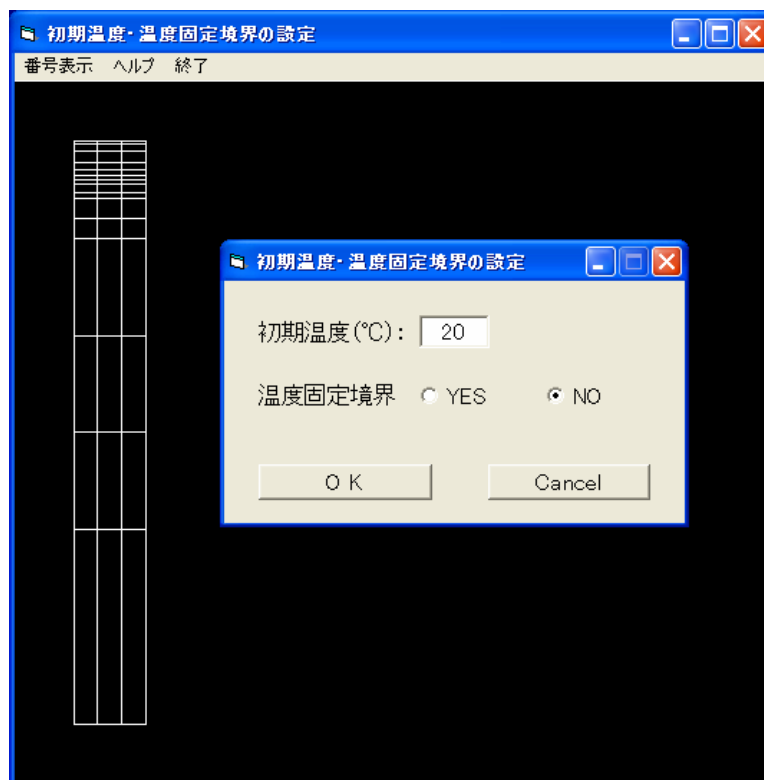 初期温度・温度固定境界の設定
番号表示 ヘルプ 終了
初期温度・温度固定境界の設定
初期温度(℃): 20
温度固定境界 YES NO
OK Cancel